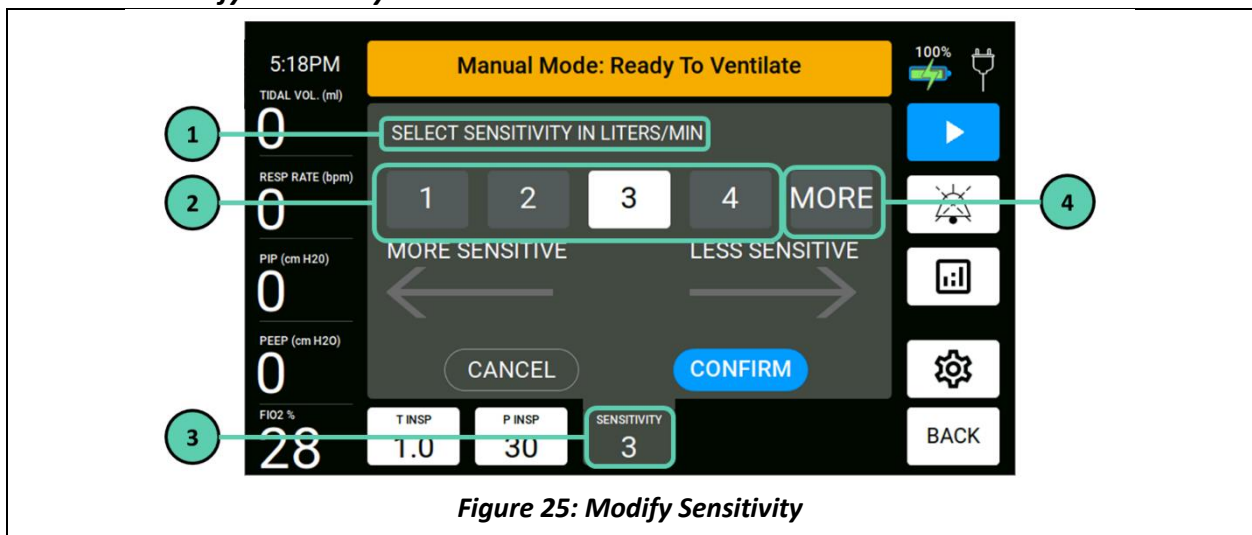 5:18PM
Manual Mode: Ready To Ventilate
100%
TIDAL VOL. (ml)
0
1
SELECT SENSITIVITY IN LITERS/MIN
RESP RATE (bpm)
0
2
1 2 3 4 MORE
4
MORE SENSITIVE LESS SENSITIVE
PIP (cm H20)
0
PEEP (cm H2O)
0
CANCEL CONFIRM
FIO2 %
28
3
T INSP
1.0
P INSP
30
SENSITIVITY
3
BACK
Figure 25: Modify Sensitivity